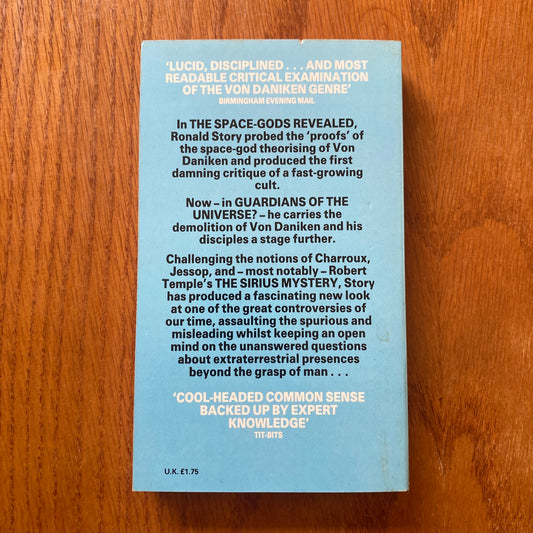 ‘LUCID, DISCIPLINED . . . AND MOST
READABLE CRITICAL EXAMINATION
OF THE VON DANIKEN GENRE’
BIRMINGHAM EVENING MAIL
In THE SPACE-GODS REVEALED,
Ronald Story probed the ‘proofs’ of
the space-god theorising of Von
Daniken and produced the first
damning critique of a fast-growing
cult.
Now – in GUARDIANS OF THE
UNIVERSE? – he carries the
demolition of Von Daniken and his
disciples a stage further.
Challenging the notions of Charroux,
Jessop, and – most notably – Robert
Temple's THE SIRIUS MYSTERY, Story
has produced a fascinating new look
at one of the great controversies of
our time, assaulting the spurious and
misleading whilst keeping an open
mind on the unanswered questions
about extraterrestrial presences
beyond the grasp of man . . .
‘COOL-HEADED COMMON SENSE
BACKED UP BY EXPERT
KNOWLEDGE’
TIT-BITS
U.K. £1.75